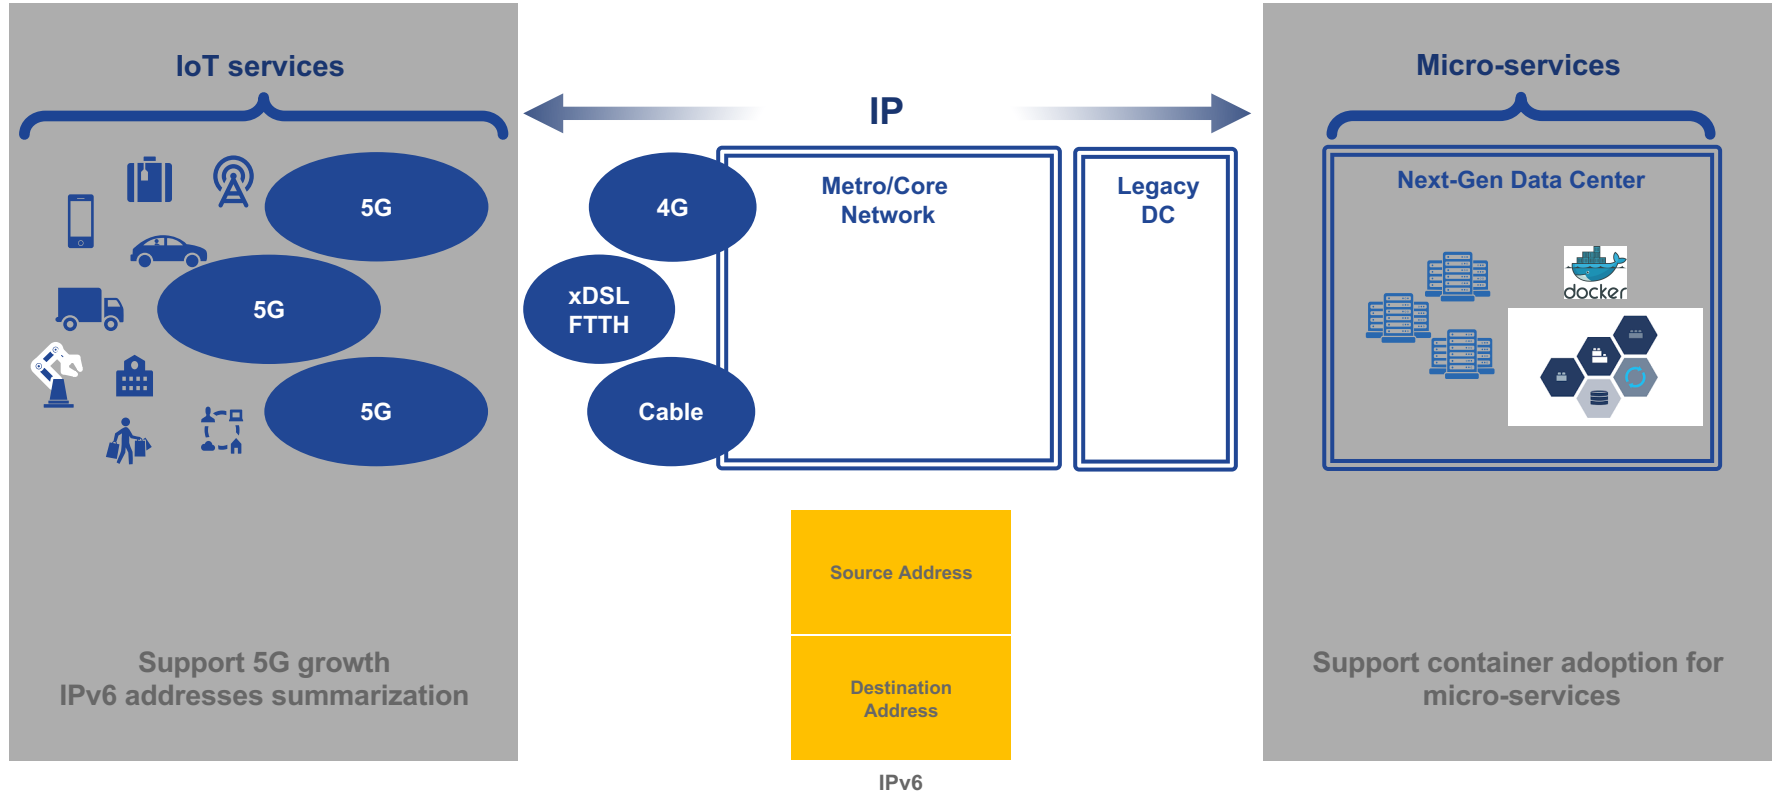 IoT services
IP
Micro-services
5G
5G
5G
4G
xDSL
FTTH
Cable
Metro/Core
Network
Legacy
DC
Next-Gen Data Center
docker
Source Address
Destination
Address
IPv6
Support 5G growth
IPv6 addresses summarization
Support container adoption for
micro-services